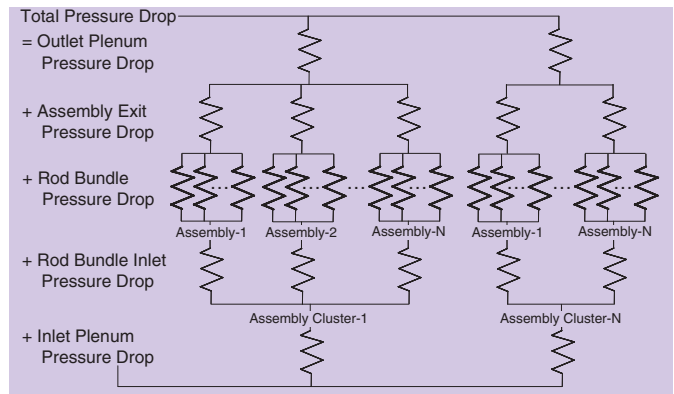 Total Pressure Drop
= Outlet Plenum
Pressure Drop
+ Assembly Exit
Pressure Drop
+ Rod Bundle
Pressure Drop
Assembly-1
Assembly-2
Assembly-N
Assembly-1
Assembly-N
+ Rod Bundle Inlet
Pressure Drop
Assembly Cluster-1
Assembly Cluster-N
+ Inlet Plenum
Pressure Drop